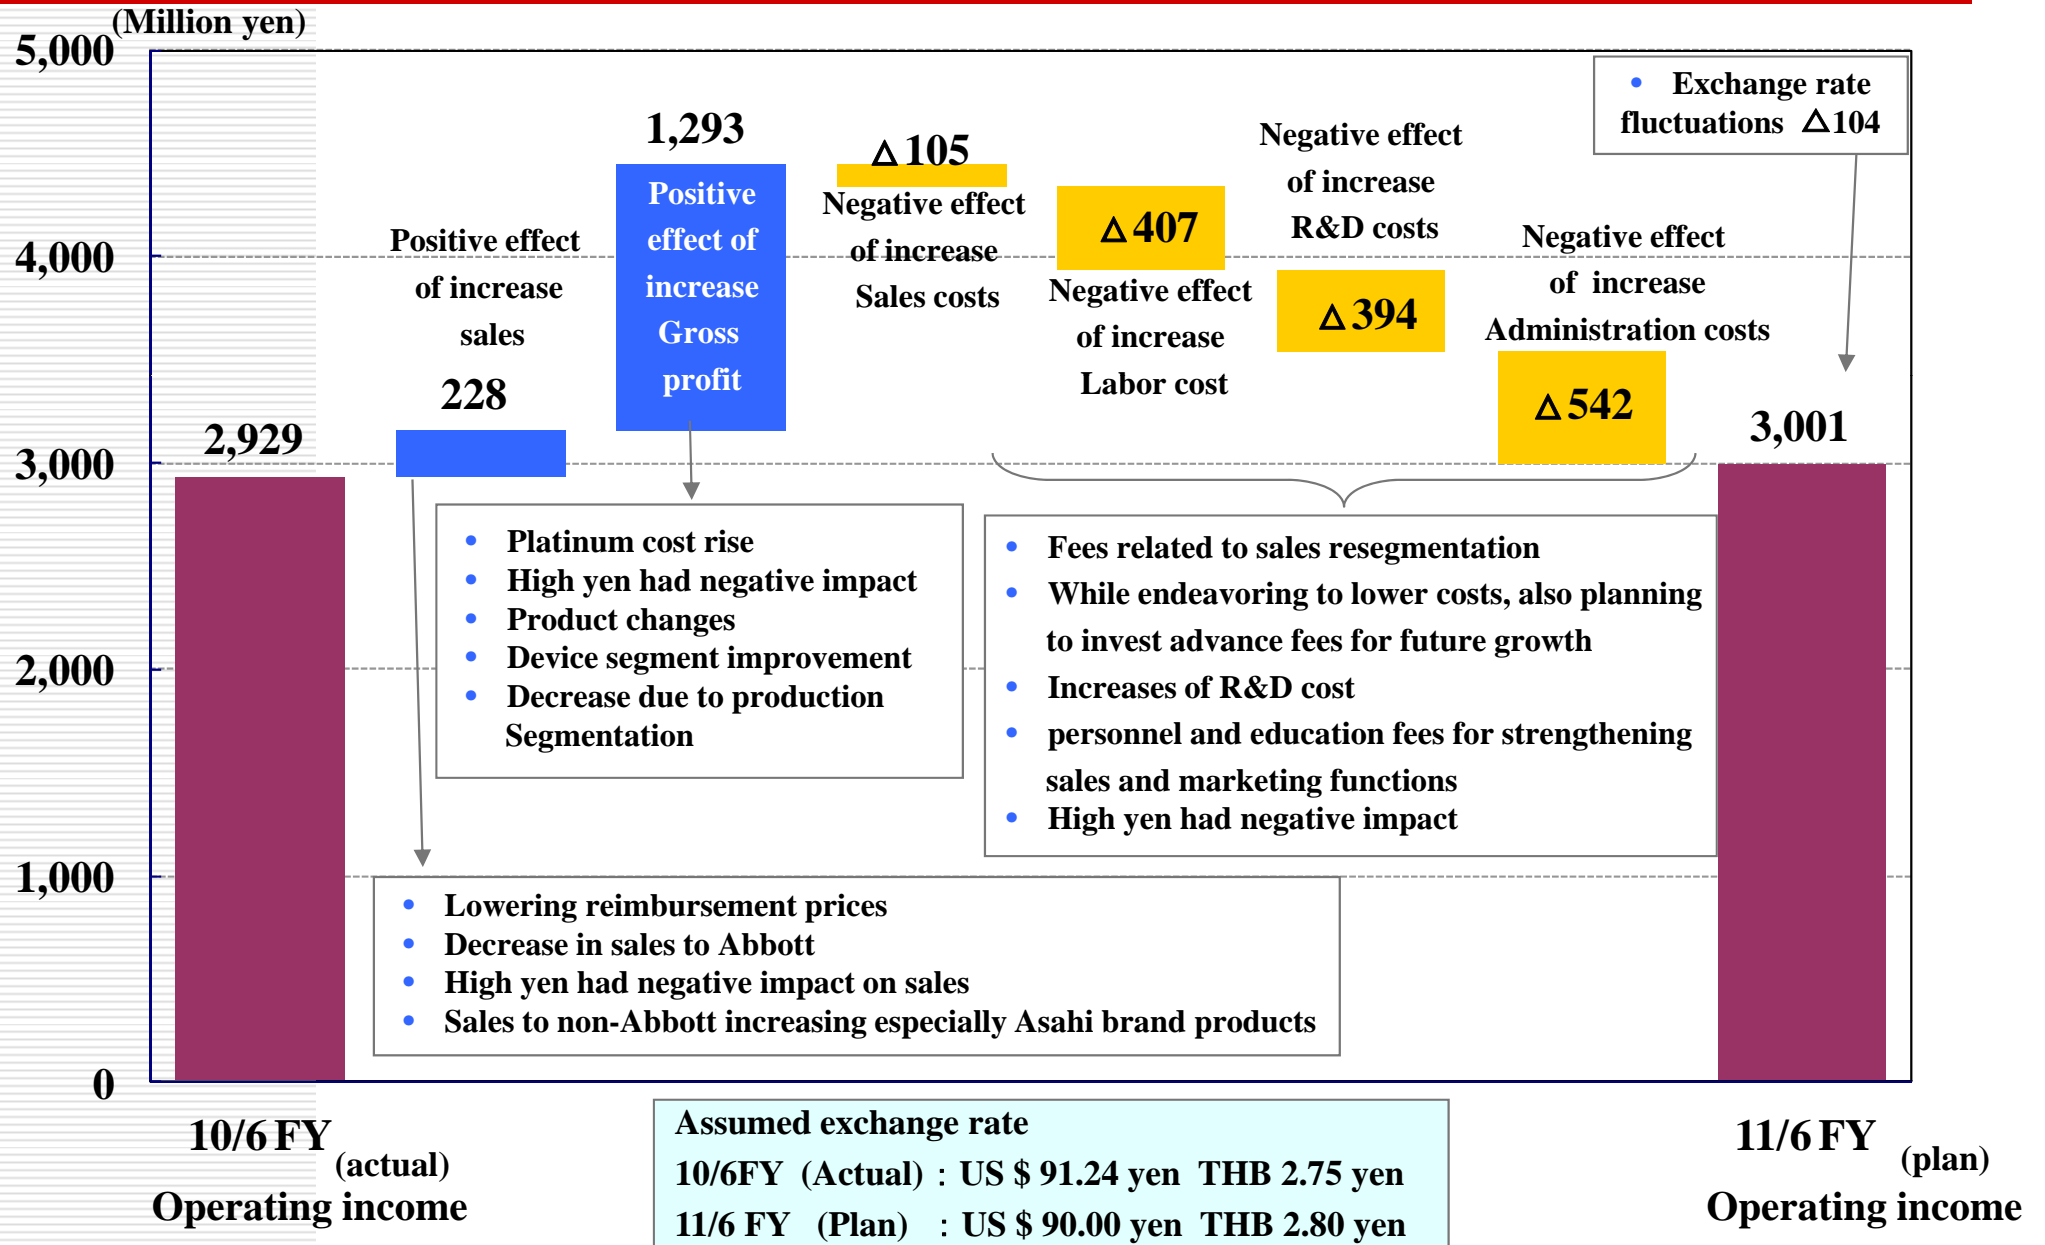 (Million yen)
5,000
4,000
3,000
2,000
1,000
0
2,929
Positive effect
of increase
sales
228
1,293
Positive
effect of
increase
Gross
profit
△105
Negative effect
of increase
Sales costs
△407
Negative effect
of increase
Labor cost
Negative effect
of increase
R&D costs
△394
Negative effect
of increase
Administration costs
△542
• Exchange rate
fluctuations △104
3,001
• Platinum cost rise
• High yen had negative impact
• Product changes
• Device segment improvement
• Decrease due to production
Segmentation
• Fees related to sales resegmentation
• While endeavoring to lower costs, also planning
to invest advance fees for future growth
• Increases of R&D cost
• personnel and education fees for strengthening
sales and marketing functions
• High yen had negative impact
• Lowering reimbursement prices
• Decrease in sales to Abbott
• High yen had negative impact on sales
• Sales to non-Abbott increasing especially Asahi brand products
10/6 FY (actual)
Operating income
Assumed exchange rate
10/6FY (Actual) : US $ 91.24 yen THB 2.75 yen
11/6 FY (Plan) : US $ 90.00 yen THB 2.80 yen
11/6 FY (plan)
Operating income